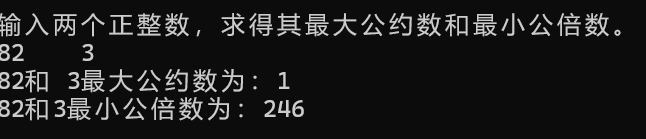 输入两个正整数，求得其最大公约数和最小公倍数。
82    3
82和 3最大公约数为：1
82和3最小公倍数为：246